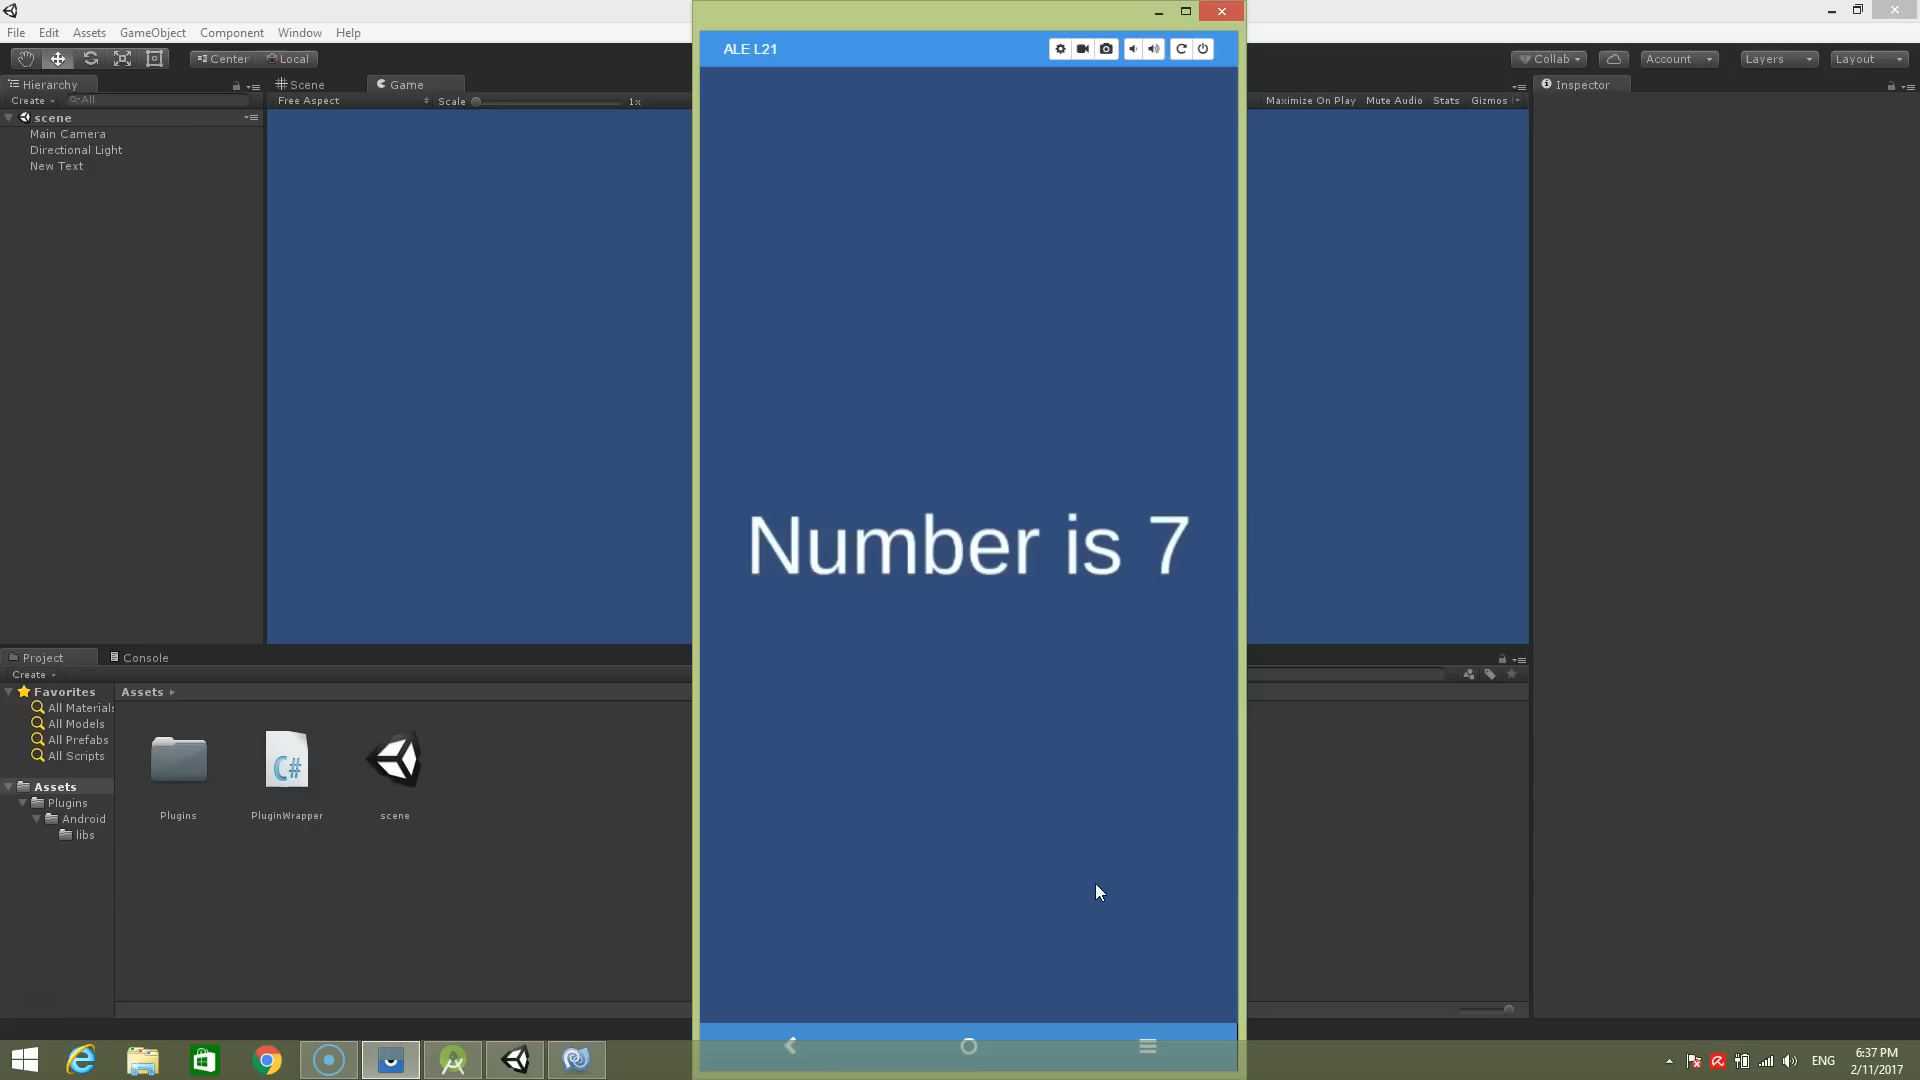 File Edit Assets GameObject Component Window Help
Center Local
Collab Account Layers Layout
Hierarchy
Create All
scene
Main Camera
Directional Light
New Text
Scene Game
Free Aspect Scale 1x
Maximize On Play Mute Audio Stats Gizmos
Inspector
ALE L21
Number is 7
Project Console
Create
Favorites
All Materials
All Models
All Prefabs
All Scripts
Assets
Plugins
Android
libs
Assets
C#
Plugins PluginWrapper scene
ENG
6:37 PM
2/11/2017